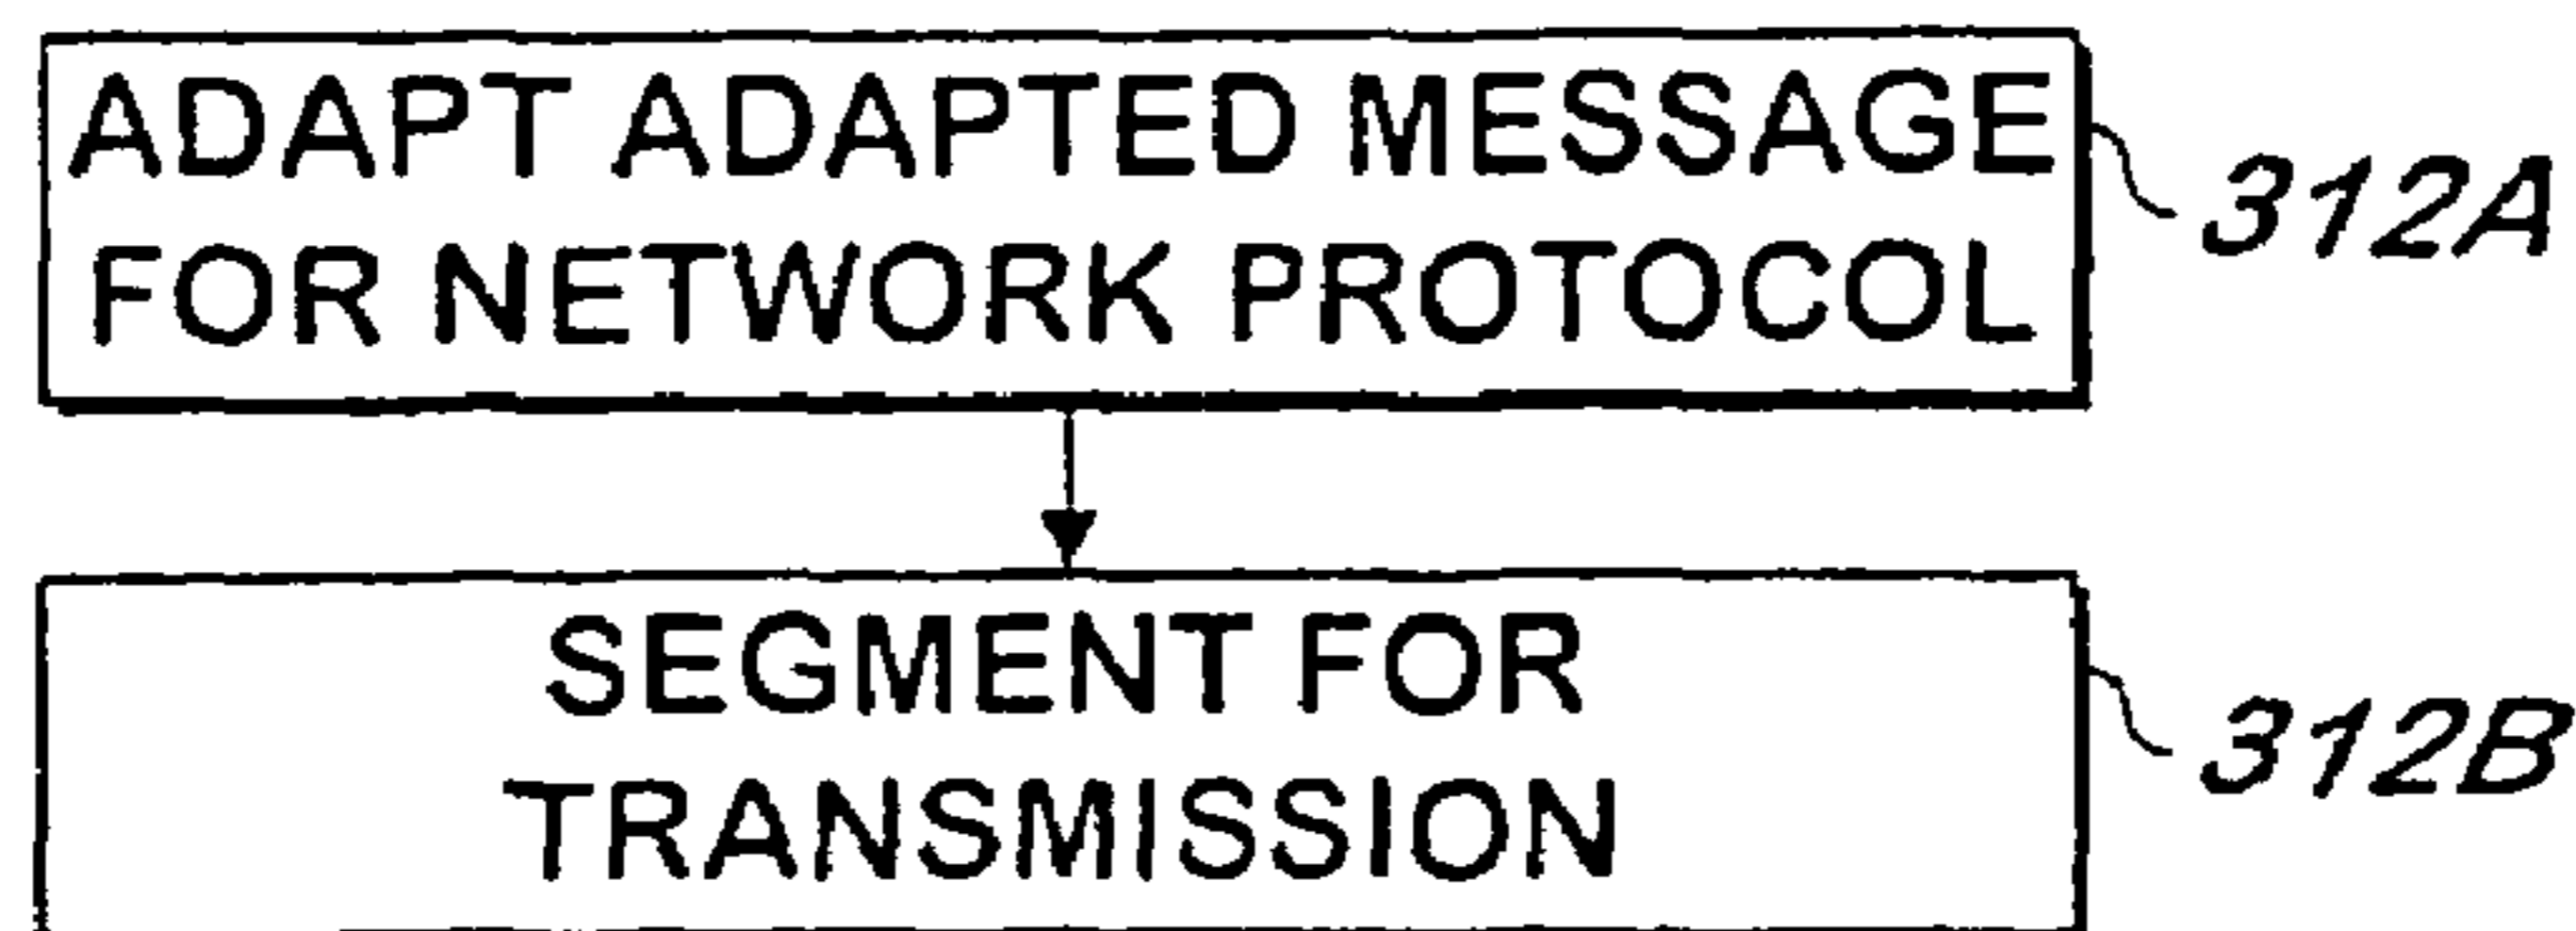 ADAPT ADAPTED MESSAGE
FOR NETWORK PROTOCOL
312A
SEGMENT FOR
TRANSMISSION
312B